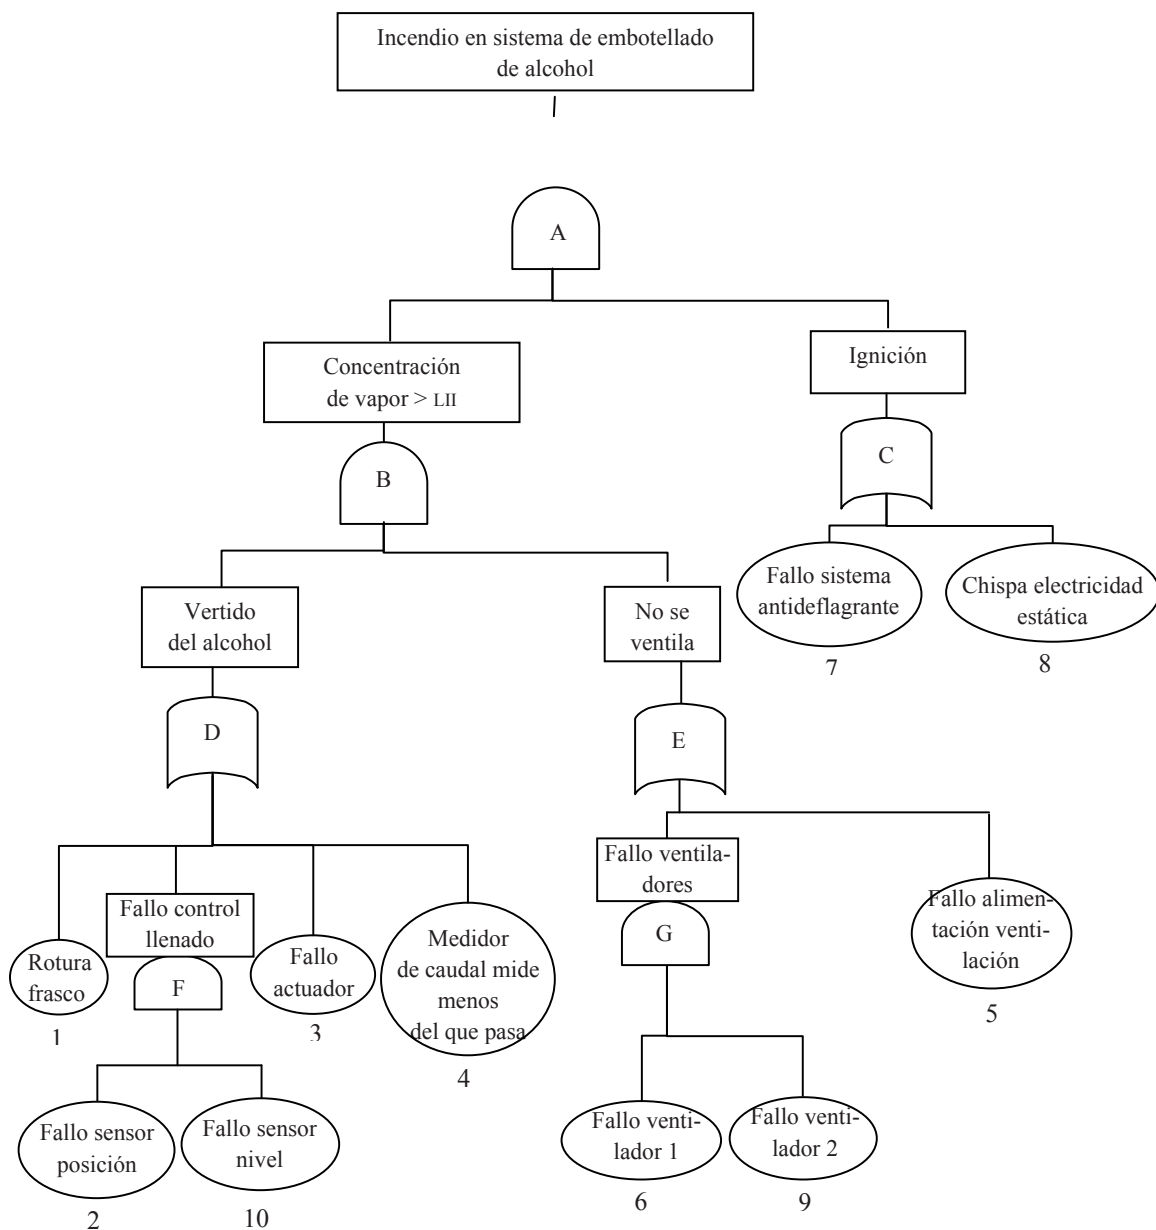 Incendio en sistema de embotellado
de alcohol
A
Concentración
de vapor > LII
Ignición
B
C
Fallo sistema
antideflagrante
7
Chispa electricidad
estática
8
Vertido
del alcohol
No se
ventila
D
E
Rotura
frasco
1
Fallo control
llenado
F
Fallo
actuador
3
Medidor
de caudal mide
menos
del que pasa
4
Fallo ventila-
dores
G
Fallo alimen-
tación venti-
lación
5
Fallo sensor
posición
2
Fallo sensor
nivel
10
Fallo venti-
lador 1
6
Fallo venti-
lador 2
9